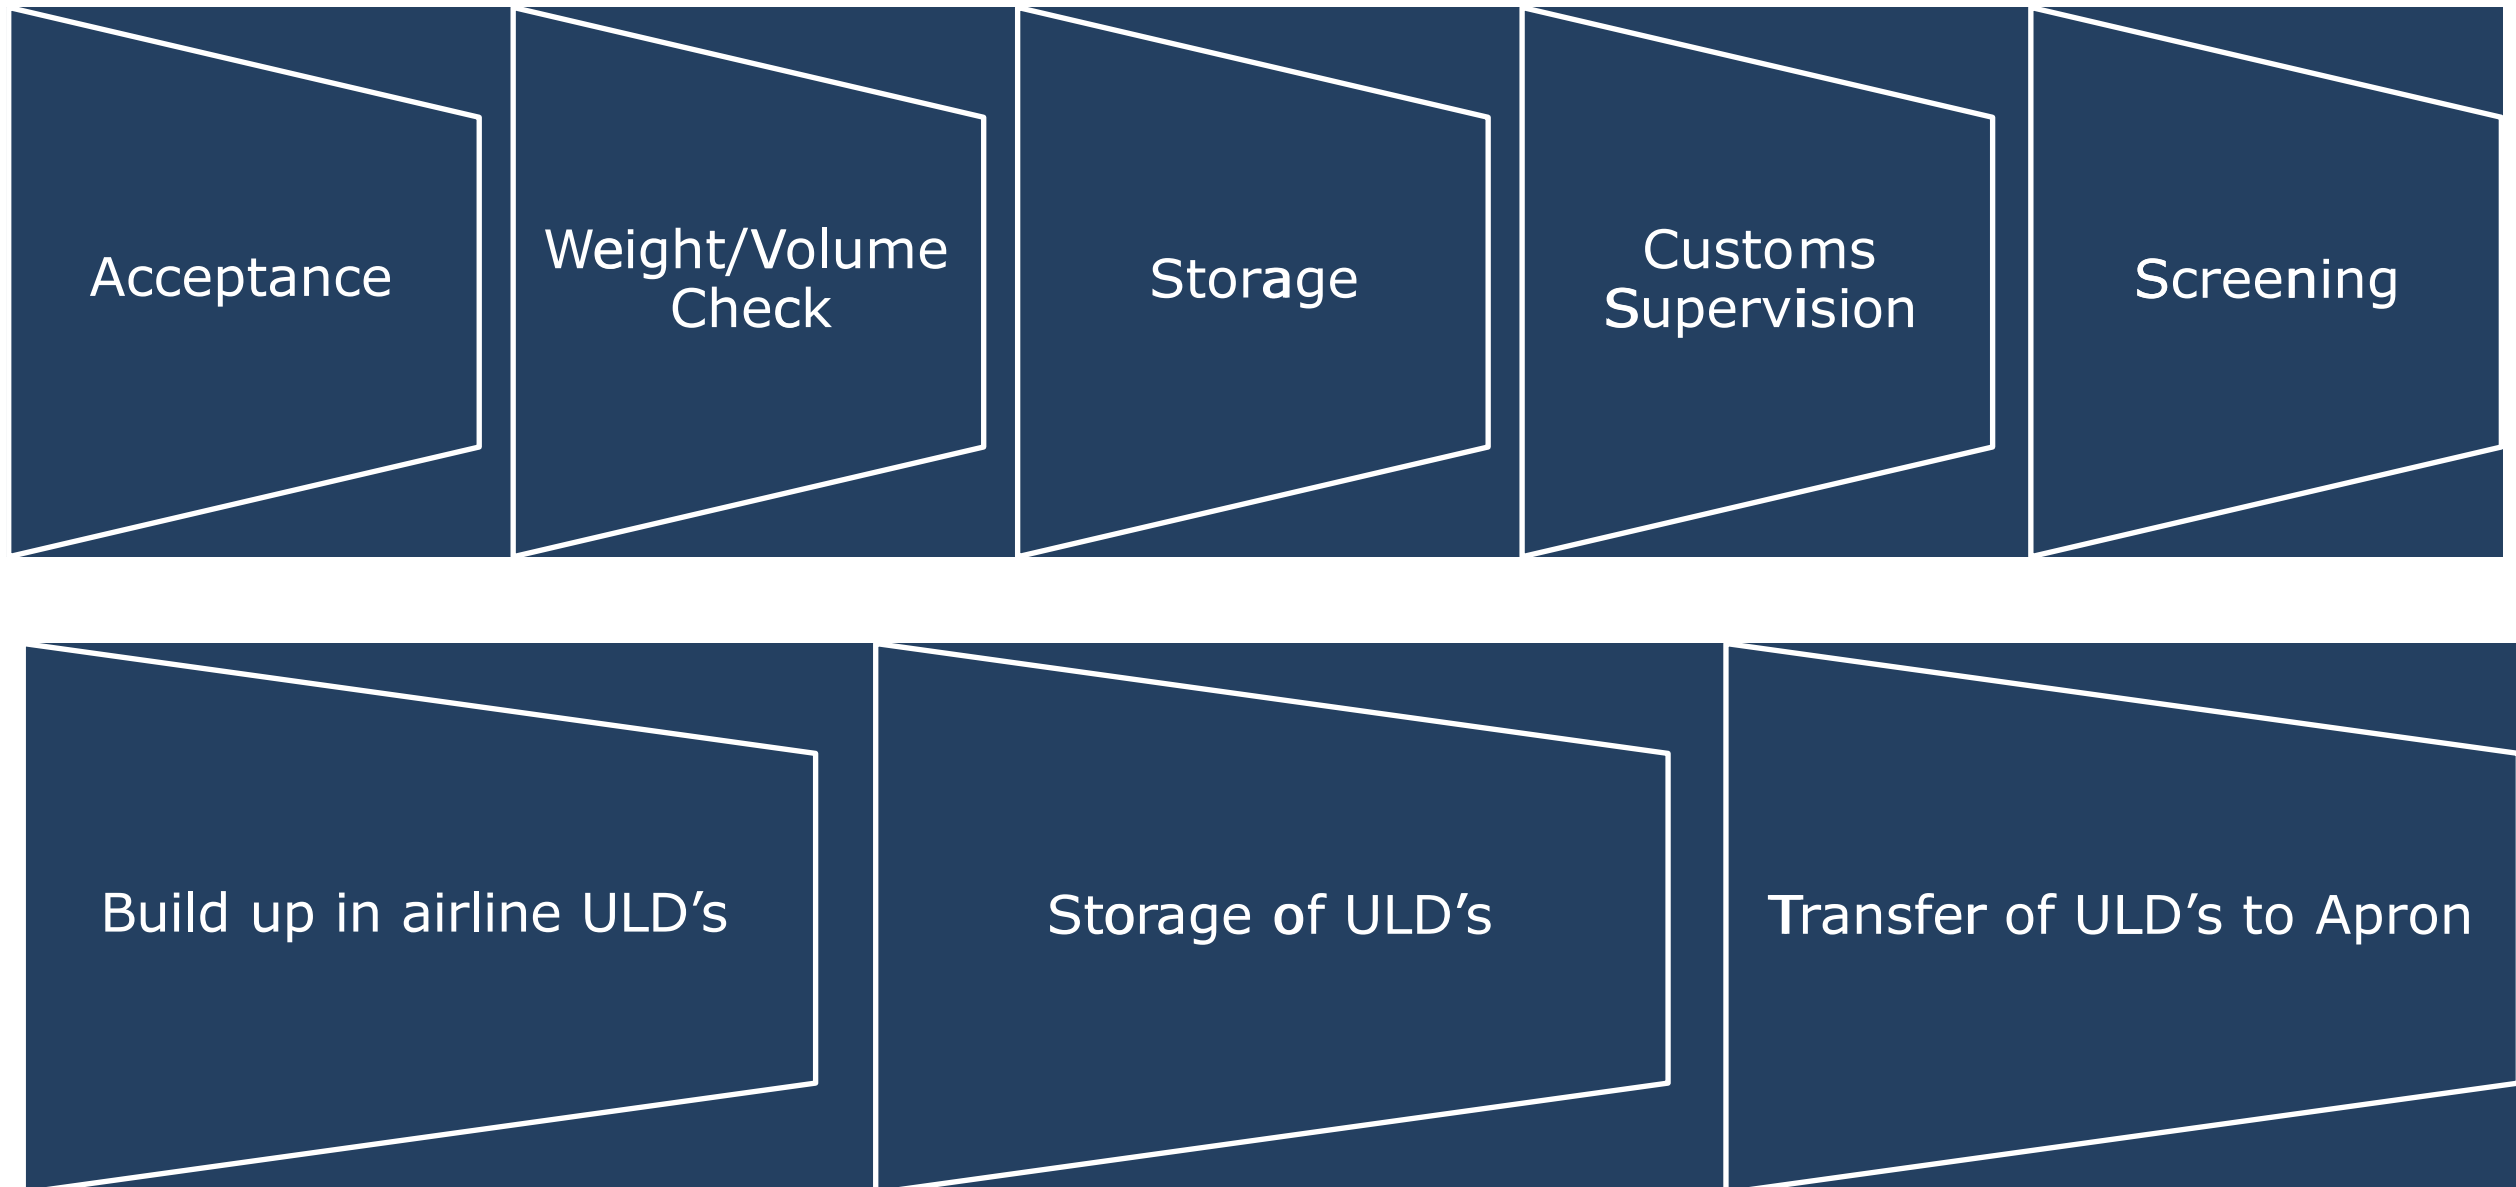 Acceptance
Weight/Volume
Check
Storage
Customs
Supervision
Screening
Build up in airline ULD’s
Storage of ULD’s
Transfer of ULD’s to Apron